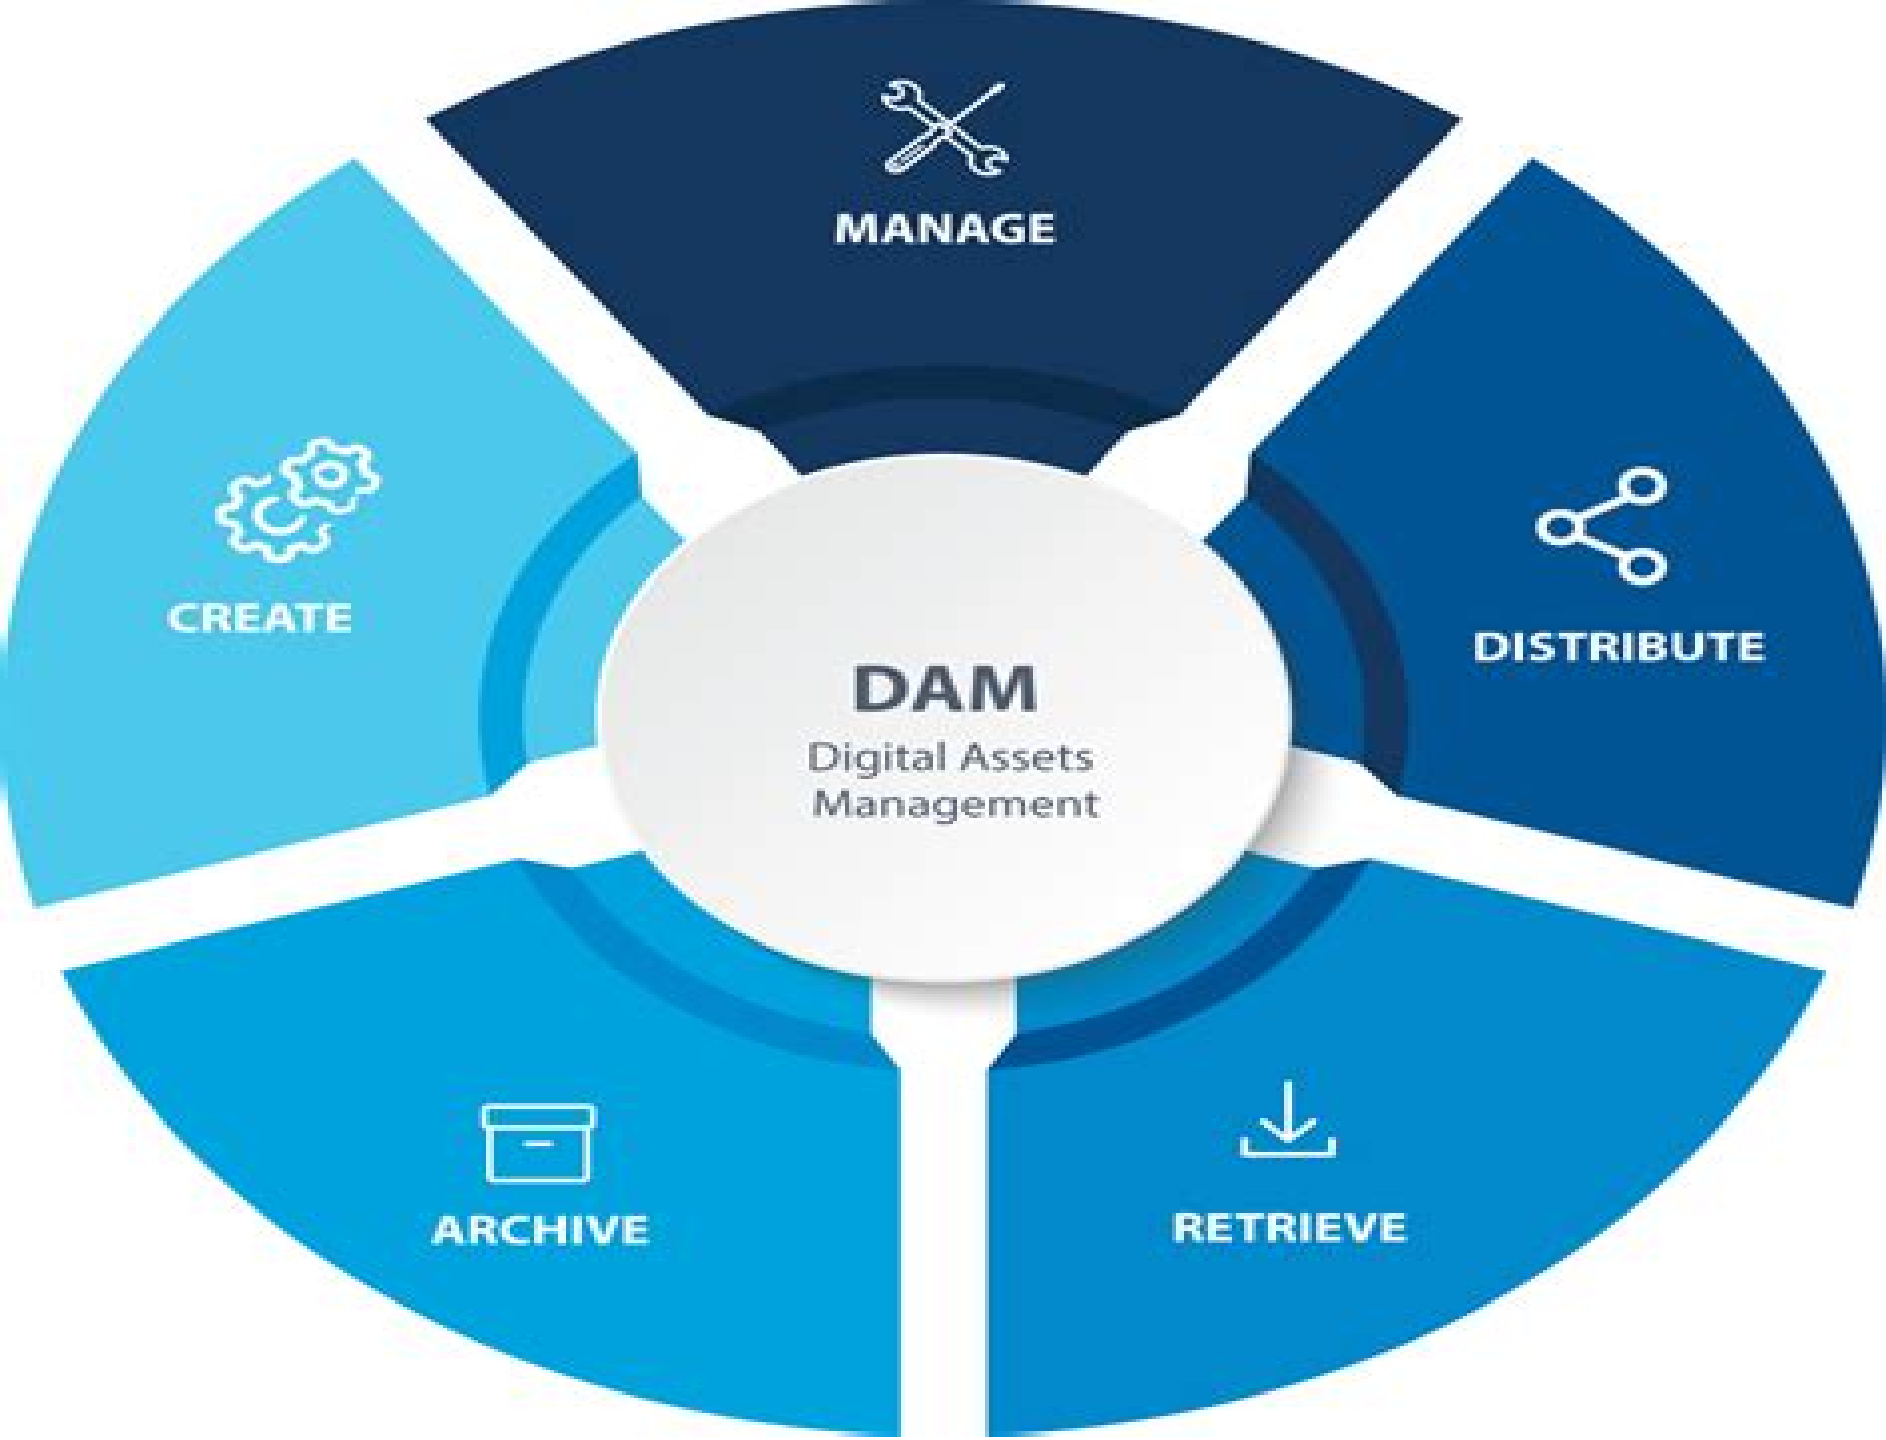 MANAGE
CREATE
DISTRIBUTE
DAM
Digital Assets
Management
ARCHIVE
RETRIEVE